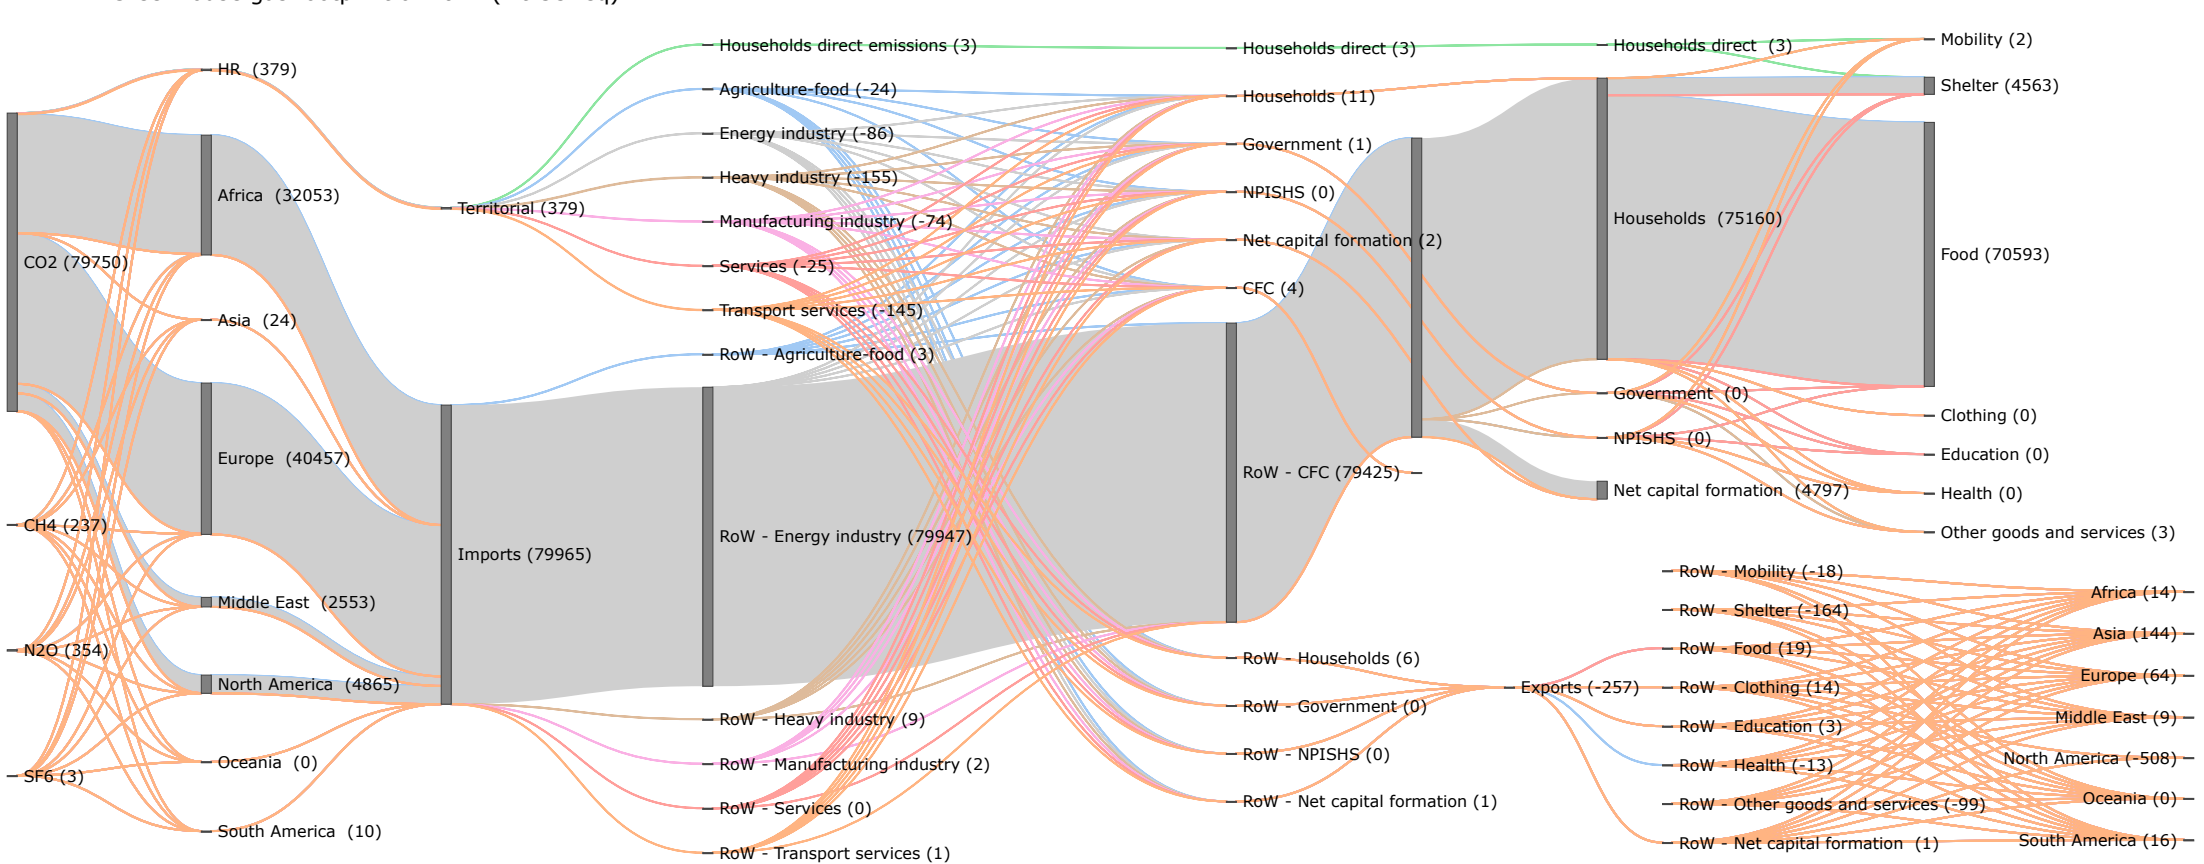 CO2 (79750)
CH4 (237)
N2O (354)
SF6 (3)
HR (379)
Africa (32053)
Asia (24)
Europe (40457)
Middle East (2553)
North America (4865)
Oceania (0)
South America (10)
Territorial (379)
Imports (79965)
Households direct emissions (3)
Agriculture-food (-24)
Energy industry (-86)
Heavy industry (-155)
Manufacturing industry (-74)
Services (-25)
Transport services (-145)
RoW - Agriculture-food (3)
RoW - Energy industry (79947)
RoW - Heavy industry (9)
RoW - Manufacturing industry (2)
RoW - Services (0)
RoW - Transport services (1)
Households direct (3)
Households (11)
Government (1)
NPISHS (0)
Net capital formation (2)
CFC (4)
RoW - CFC (79425)
RoW - Households (6)
RoW - Government (0)
RoW - NPISHS (0)
RoW - Net capital formation (1)
Exports (-257)
Households direct (3)
Households (75160)
Government (0)
NPISHS (0)
Net capital formation (4797)
RoW - Mobility (-18)
RoW - Shelter (-164)
RoW - Food (19)
RoW - Clothing (14)
RoW - Education (3)
RoW - Health (-13)
RoW - Other goods and services (-99)
RoW - Net capital formation (1)
Mobility (2)
Shelter (4563)
Food (70593)
Clothing (0)
Education (0)
Health (0)
Other goods and services (3)
Africa (14)
Asia (144)
Europe (64)
Middle East (9)
North America (-508)
Oceania (0)
South America (16)